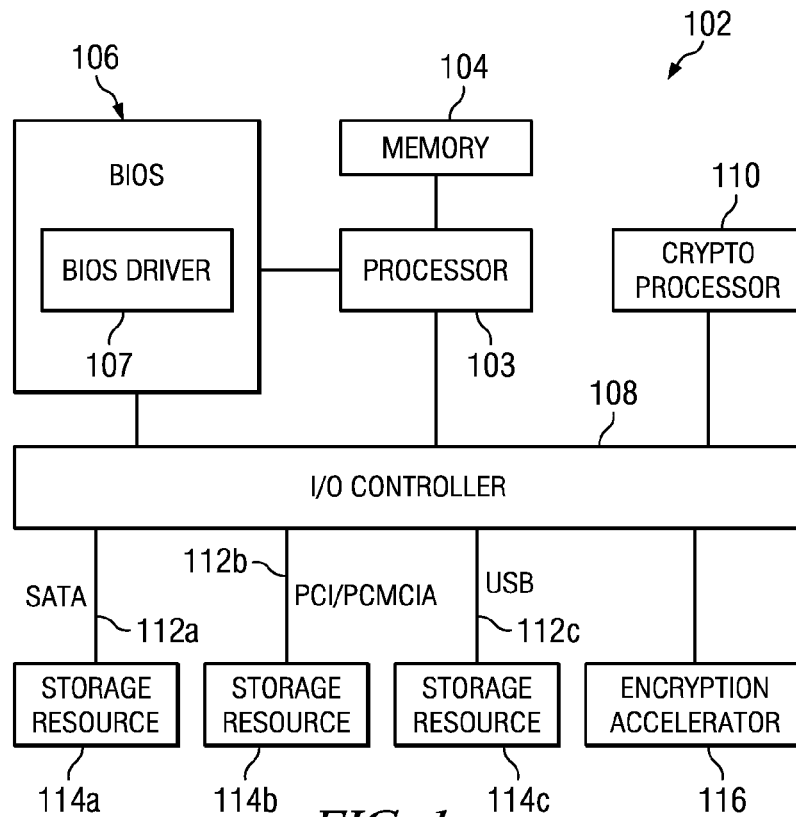 102
106
104
MEMORY
BIOS
110
BIOS DRIVER
PROCESSOR
CRYPTO
PROCESSOR
107
103
108
I/O CONTROLLER
112b
SATA
PCI/PCMCIA
USB
112a
112c
STORAGE
RESOURCE
STORAGE
RESOURCE
STORAGE
RESOURCE
ENCRYPTION
ACCELERATOR
114a
114b
114c
116